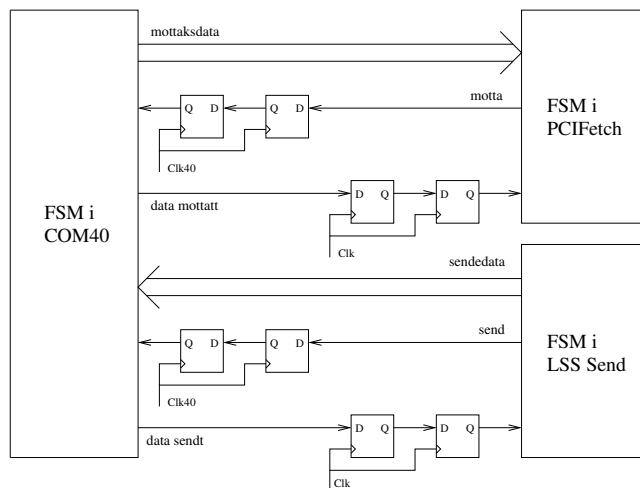 mottaksdata
Q D Q D
motta
FSM i
PCIFetch
Clk40
D Q D Q
data mottatt
FSM i
COM40
Clk
sendedata
Q D Q D
send
FSM i
LSS Send
Clk40
D Q D Q
data sendt
Clk